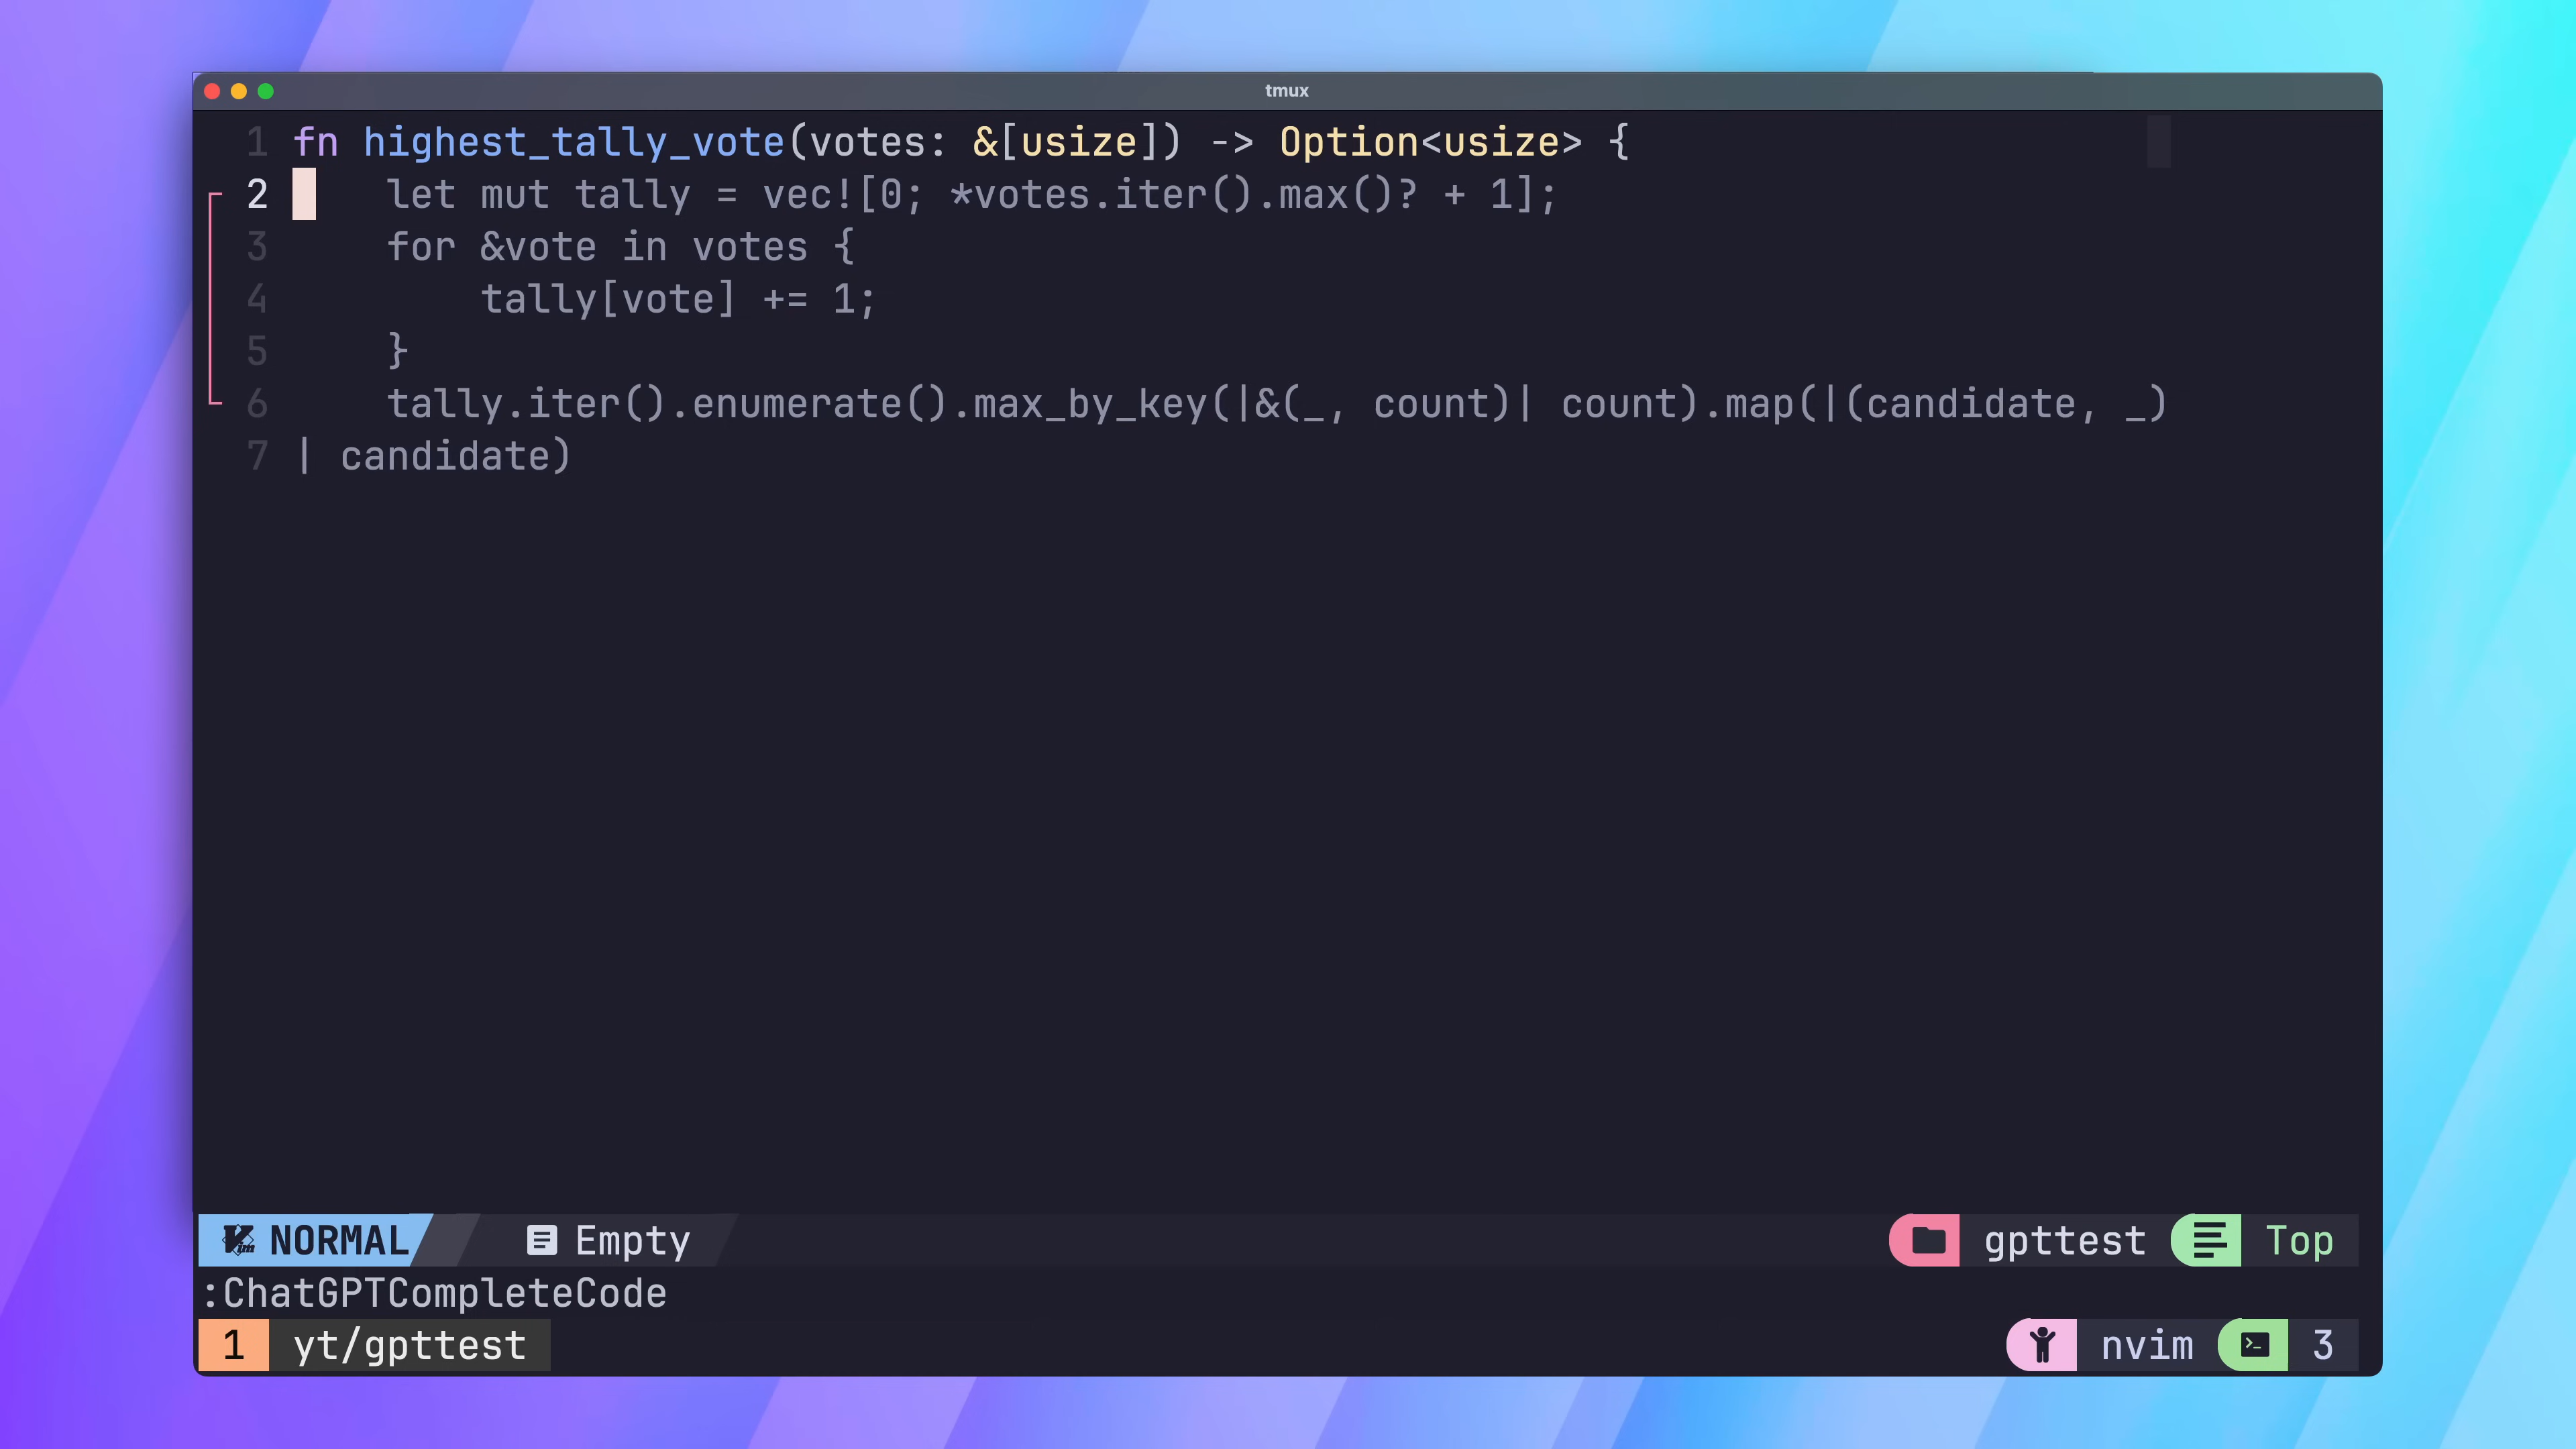 tmux
1 fn highest_tally_vote(votes: &[usize]) -> Option<usize> {
2     let mut tally = vec![0; *votes.iter().max()? + 1];
3     for &vote in votes {
4         tally[vote] += 1;
5     }
6     tally.iter().enumerate().max_by_key(|&(_, count)| count).map(|(candidate, _)
7 | candidate)
NORMAL Empty gpttest Top
:ChatGPTCompleteCode
1 yt/gpttest nvim 3